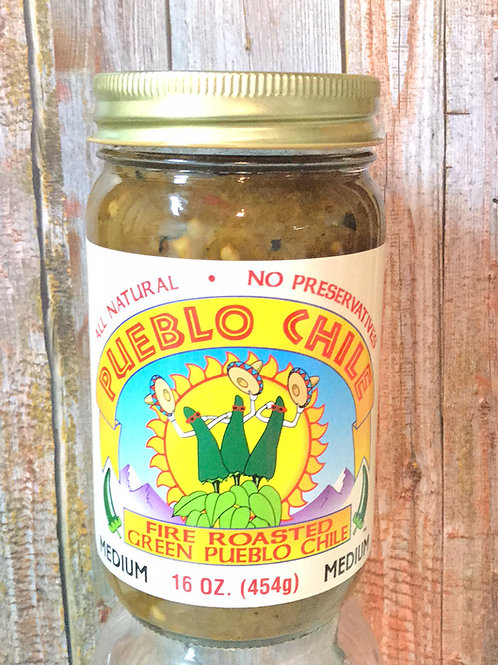 ALL NATURAL • NO PRESERVATIVES
PUEBLO CHILE
FIRE ROASTED
GREEN PUEBLO CHILE
MEDIUM
16 OZ. (454g)
MEDIUM